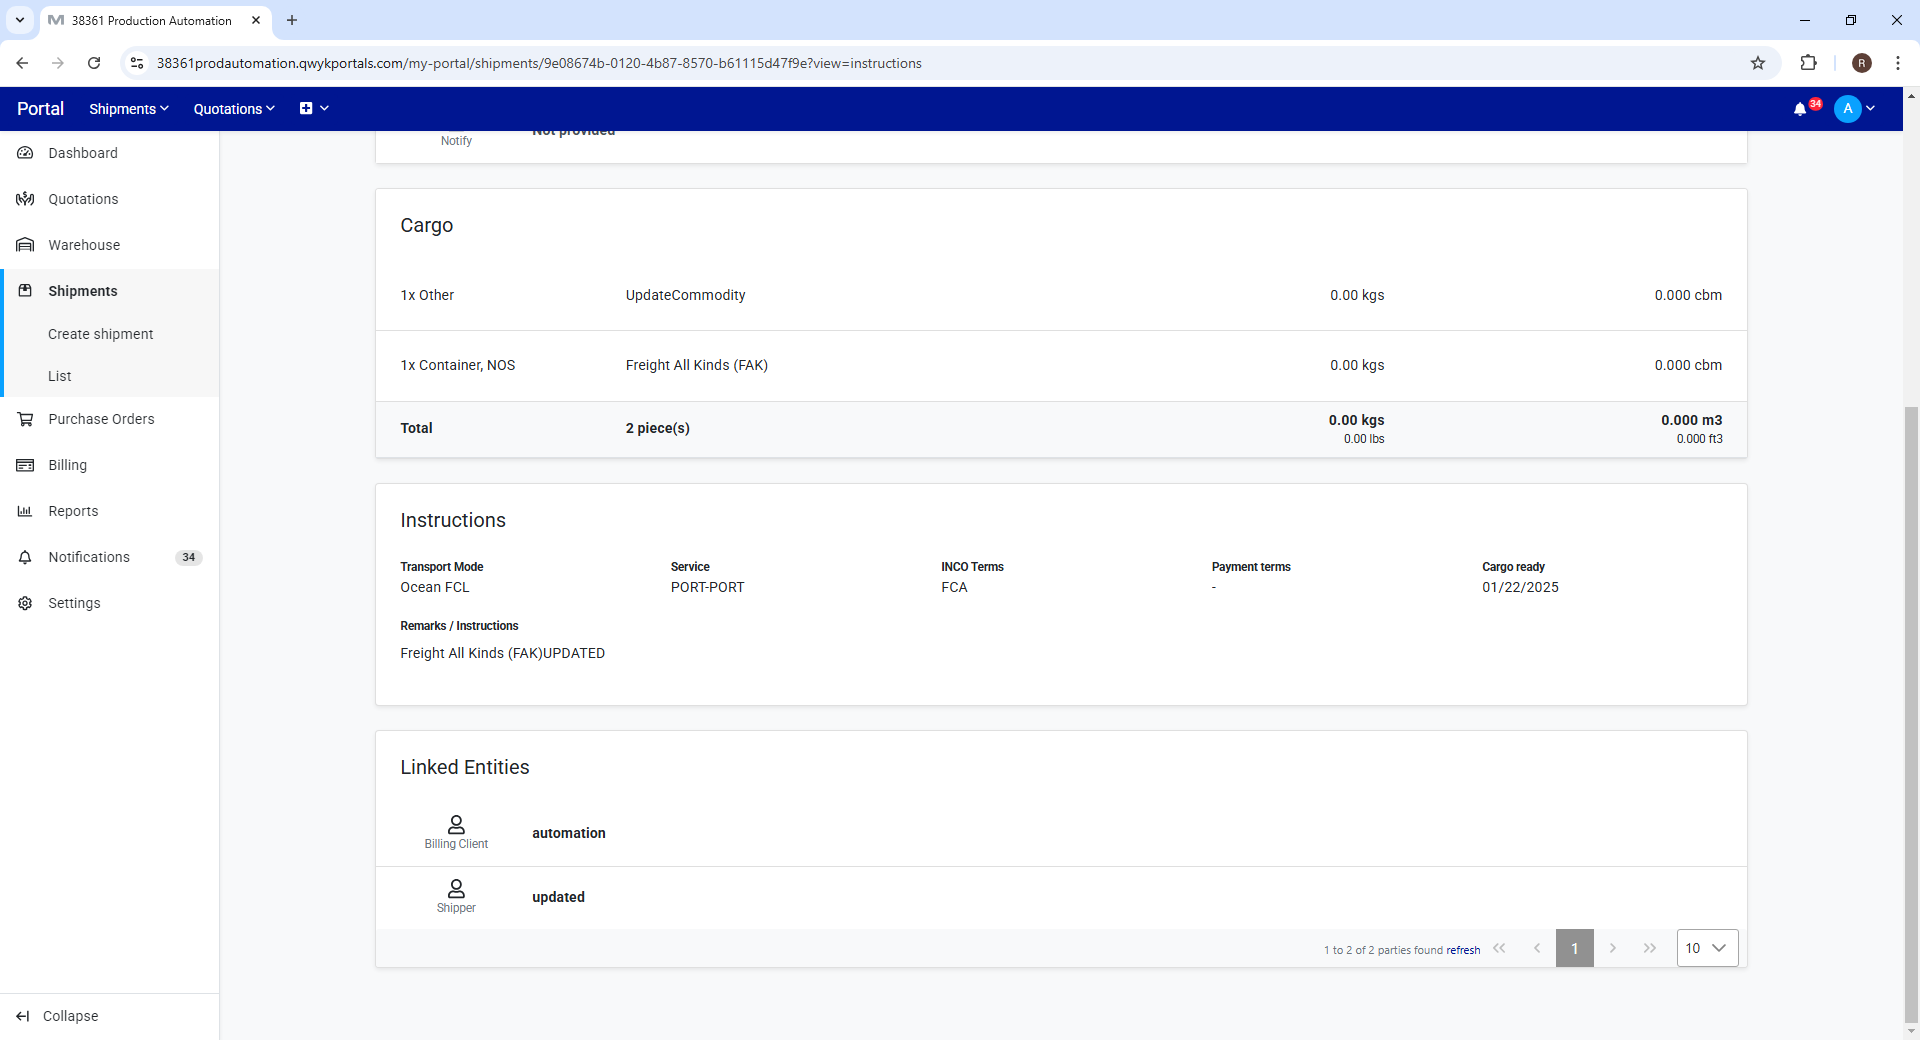 38361 Production Automation
38361prodautomation.qwykportals.com/my-portal/shipments/9e08674b-0120-4b87-8570-b61115d47f9e?view=instructions
R
Portal
Shipments
Quotations
34
A
Dashboard
Quotations
Warehouse
Shipments
Create shipment
List
Purchase Orders
Billing
Reports
Notifications
34
Settings
Collapse
Notify
Not provided
Cargo
1x Other UpdateCommodity 0.00 kgs 0.000 cbm
1x Container, NOS Freight All Kinds (FAK) 0.00 kgs 0.000 cbm
Total 2 piece(s) 0.00 kgs 0.000 m3
0.00 lbs 0.000 ft3
Instructions
Transport Mode Service INCO Terms Payment terms Cargo ready
Ocean FCL PORT-PORT FCA - 01/22/2025
Remarks / Instructions
Freight All Kinds (FAK)UPDATED
Linked Entities
Billing Client
automation
Shipper
updated
1 to 2 of 2 parties found refresh
1
10